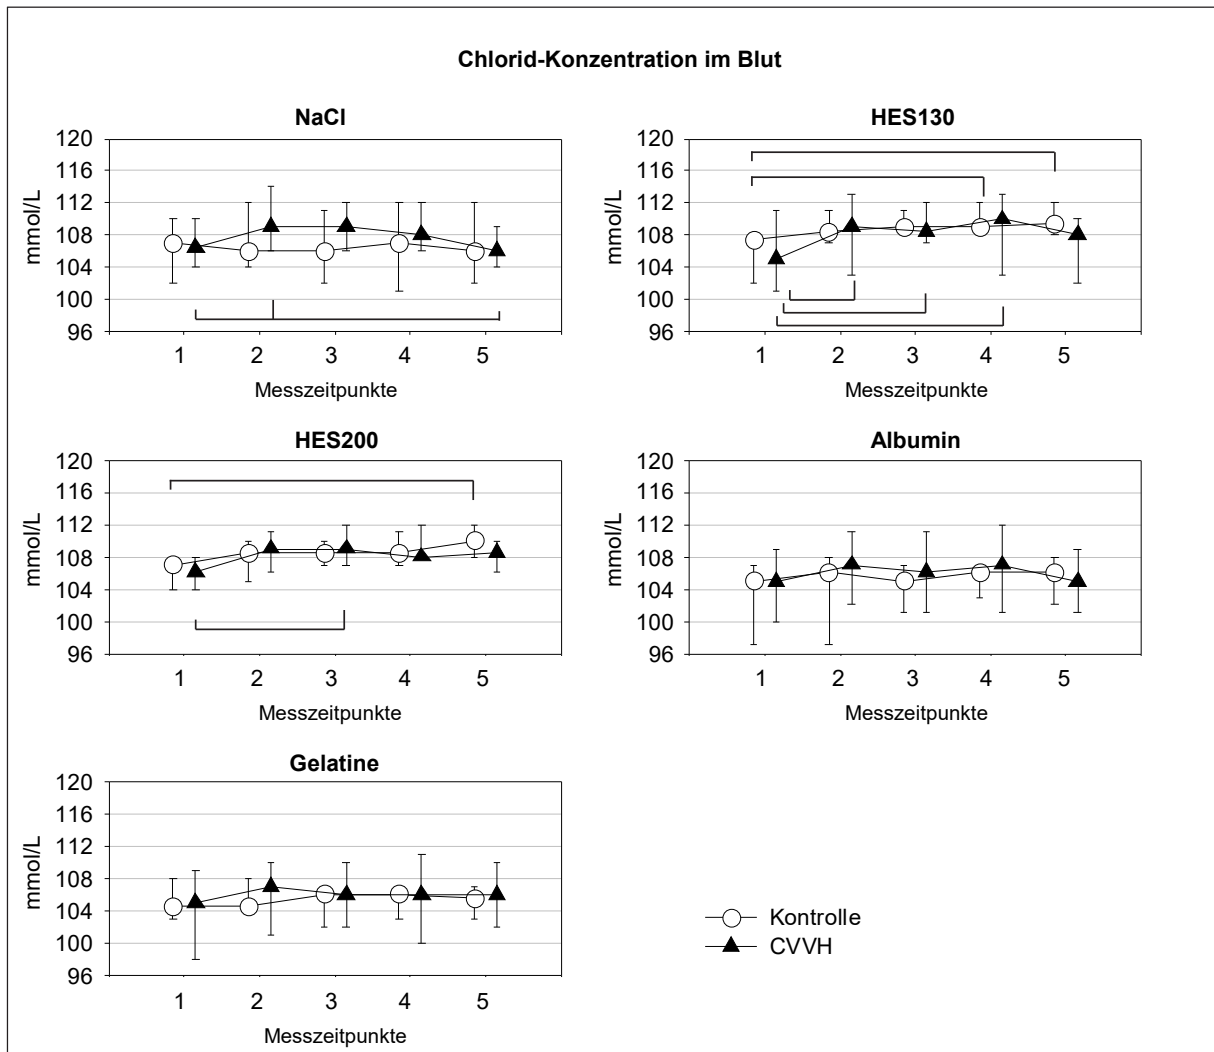 Chlorid-Konzentration im Blut
NaCl
120
116
112
108
104
100
96
mmol/L
1 2 3 4 5
Messzeitpunkte
HES130
120
116
112
108
104
100
96
mmol/L
1 2 3 4 5
Messzeitpunkte
HES200
120
116
112
108
104
100
96
mmol/L
1 2 3 4 5
Messzeitpunkte
Albumin
120
116
112
108
104
100
96
mmol/L
1 2 3 4 5
Messzeitpunkte
Gelatine
120
116
112
108
104
100
96
mmol/L
1 2 3 4 5
Messzeitpunkte
Kontrolle
CVVH